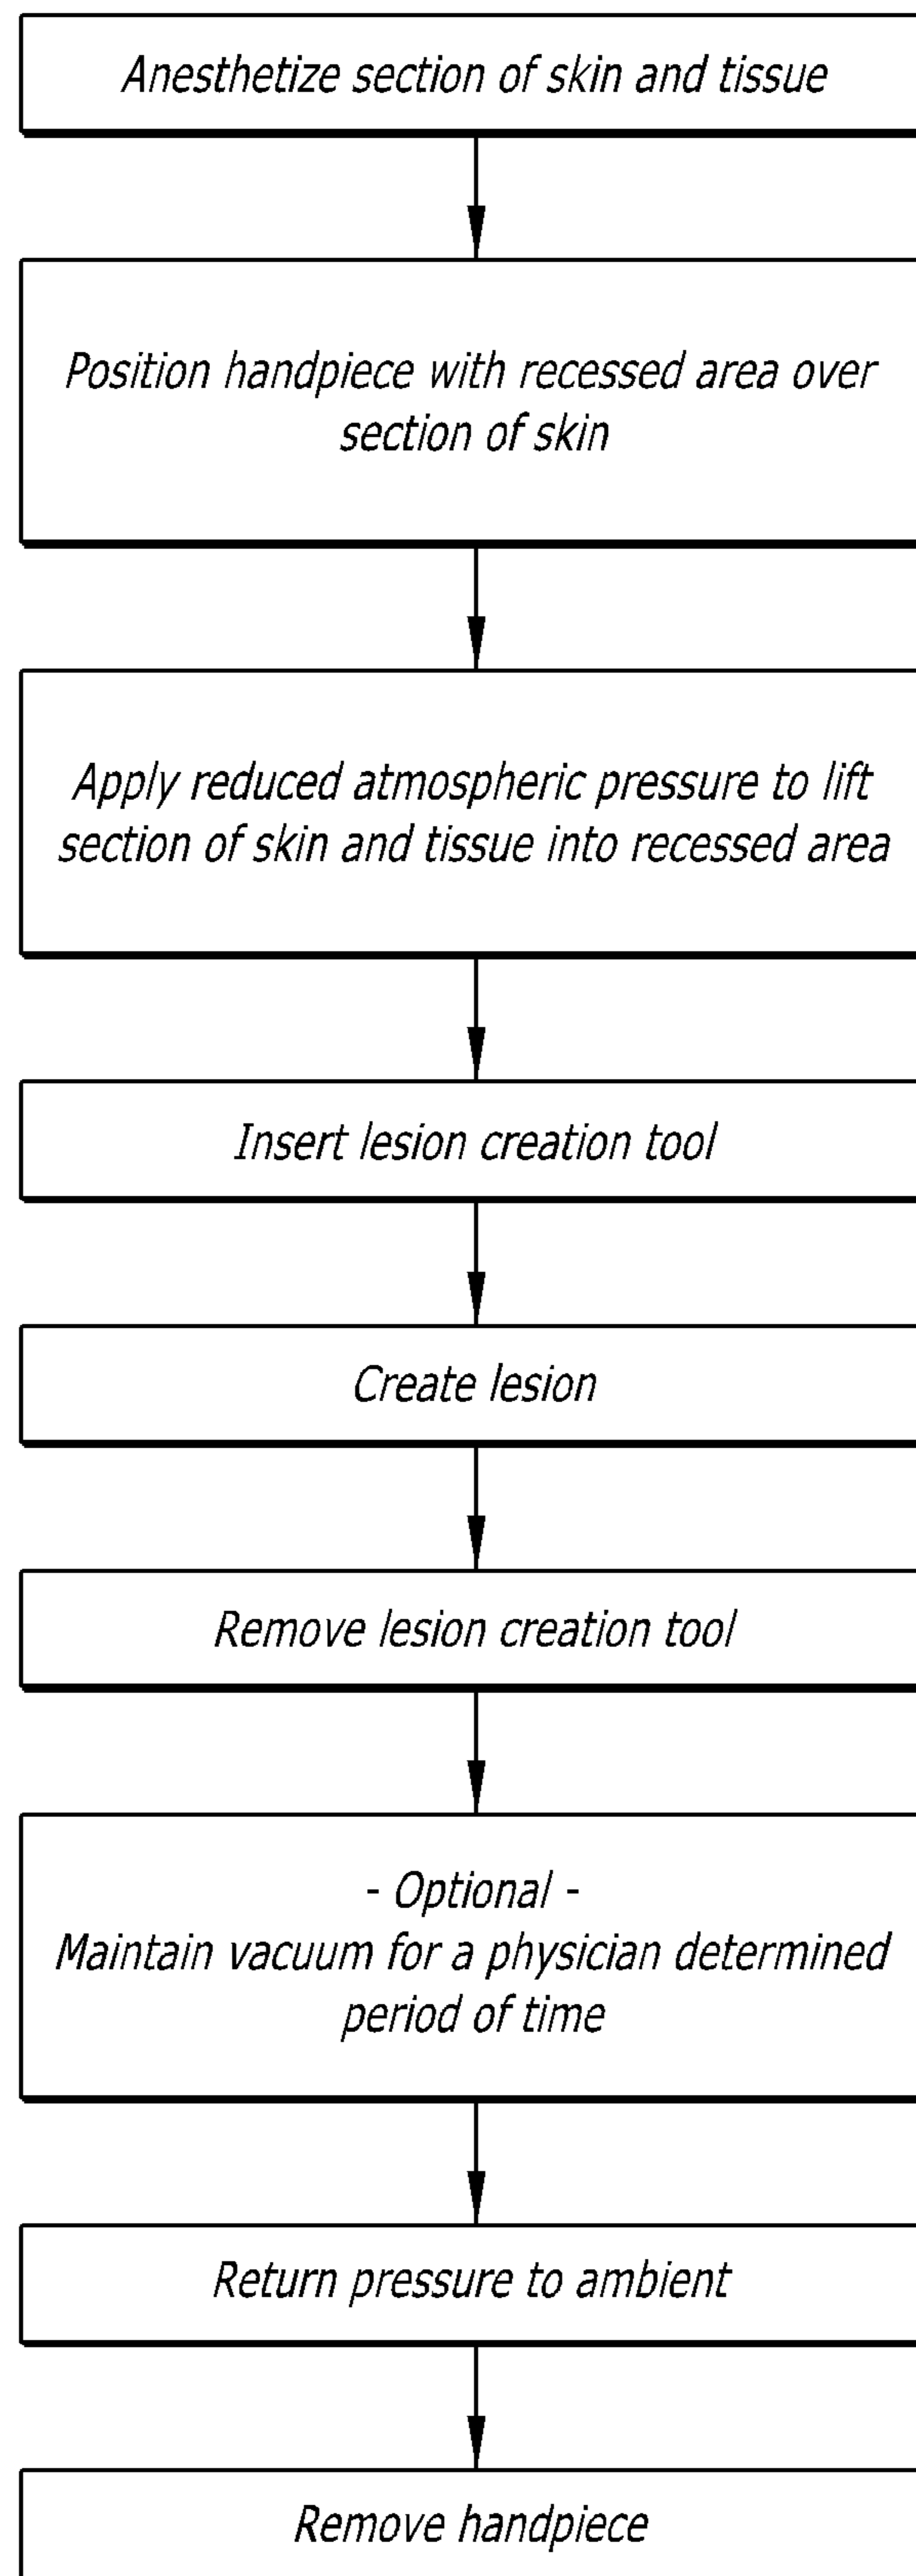 Anesthetize section of skin and tissue
Position handpiece with recessed area over
section of skin
Apply reduced atmospheric pressure to lift
section of skin and tissue into recessed area
Insert lesion creation tool
Create lesion
Remove lesion creation tool
- Optional -
Maintain vacuum for a physician determined
period of time
Return pressure to ambient
Remove handpiece